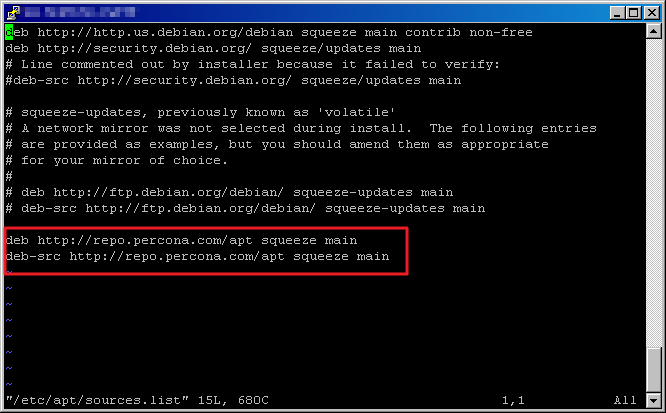 deb http://http.us.debian.org/debian squeeze main contrib non-free
deb http://security.debian.org/ squeeze/updates main
# Line commented out by installer because it failed to verify:
#deb-src http://security.debian.org/ squeeze/updates main
# squeeze-updates, previously known as 'volatile'
# A network mirror was not selected during install.  The following entries
# are provided as examples, but you should amend them as appropriate
# for your mirror of choice.
#
# deb http://ftp.debian.org/debian/ squeeze-updates main
# deb-src http://ftp.debian.org/debian/ squeeze-updates main
deb http://repo.percona.com/apt squeeze main
deb-src http://repo.percona.com/apt squeeze main
~
~
~
~
~
~
~
~
"/etc/apt/sources.list" 15L, 680C 1,1 All